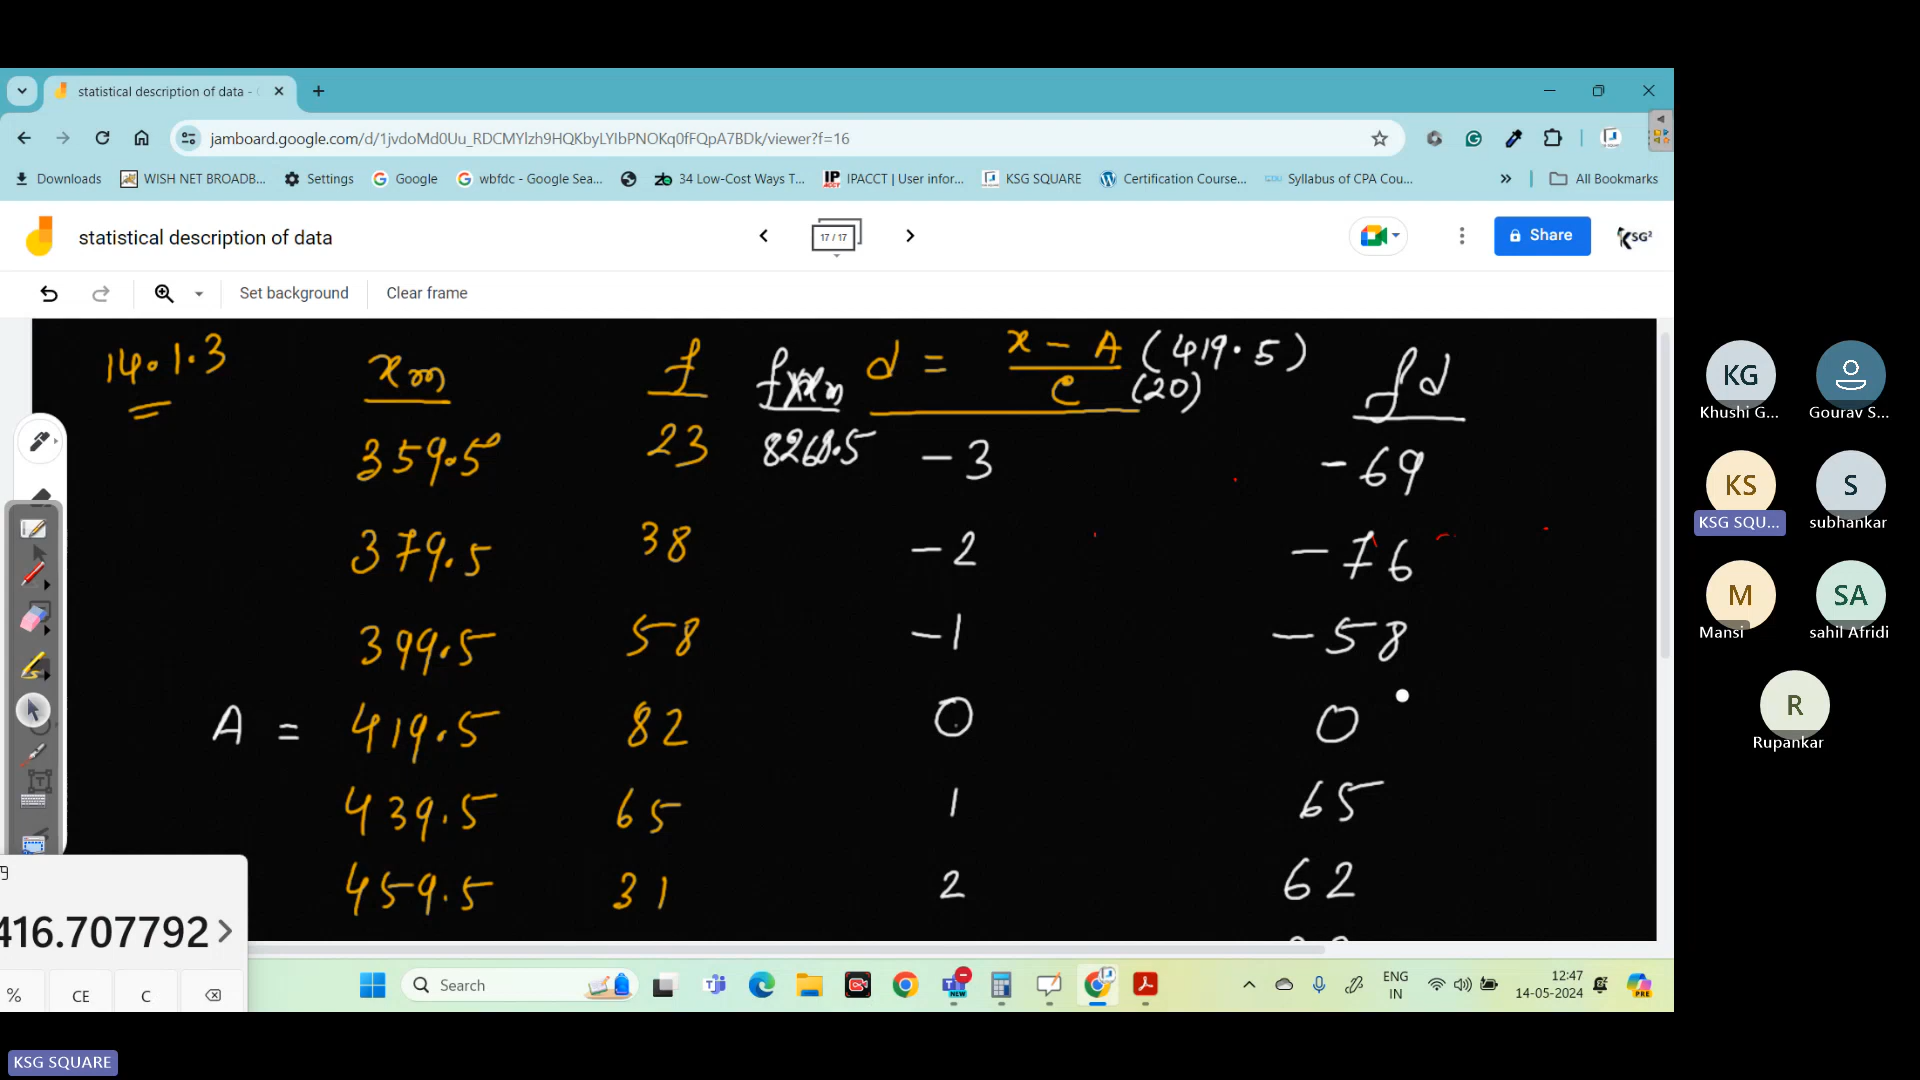 statistical description of data -
jamboard.google.com/d/1jvdoMd0Uu_RDCMYlzh9HQKbyLYlbPNOKq0fFQpA7BDk/viewer?f=16
Downloads WISH NET BROADB... Settings Google wbfdc - Google Sea... 34 Low-Cost Ways T... IPACCT | User infor... KSG SQUARE Certification Course... Syllabus of CPA Cou... » All Bookmarks
statistical description of data 17 / 17 Share KSG²
Set background Clear frame
14.1.3 xm f fxxm d = x - A (419.5) fd
c (20)
359.5 23 8268.5 -3 -69
379.5 38 -2 -76
399.5 58 -1 -58
A = 419.5 82 0 0
439.5 65 1 65
459.5 31 2 62
416.707792
% CE C
Search
ENG
IN
12:47
14-05-2024
PRE
NEW
KG
Khushi G...
Gourav S...
KS
KSG SQU...
S
subhankar
M
Mansi
SA
sahil Afridi
R
Rupankar
KSG SQUARE